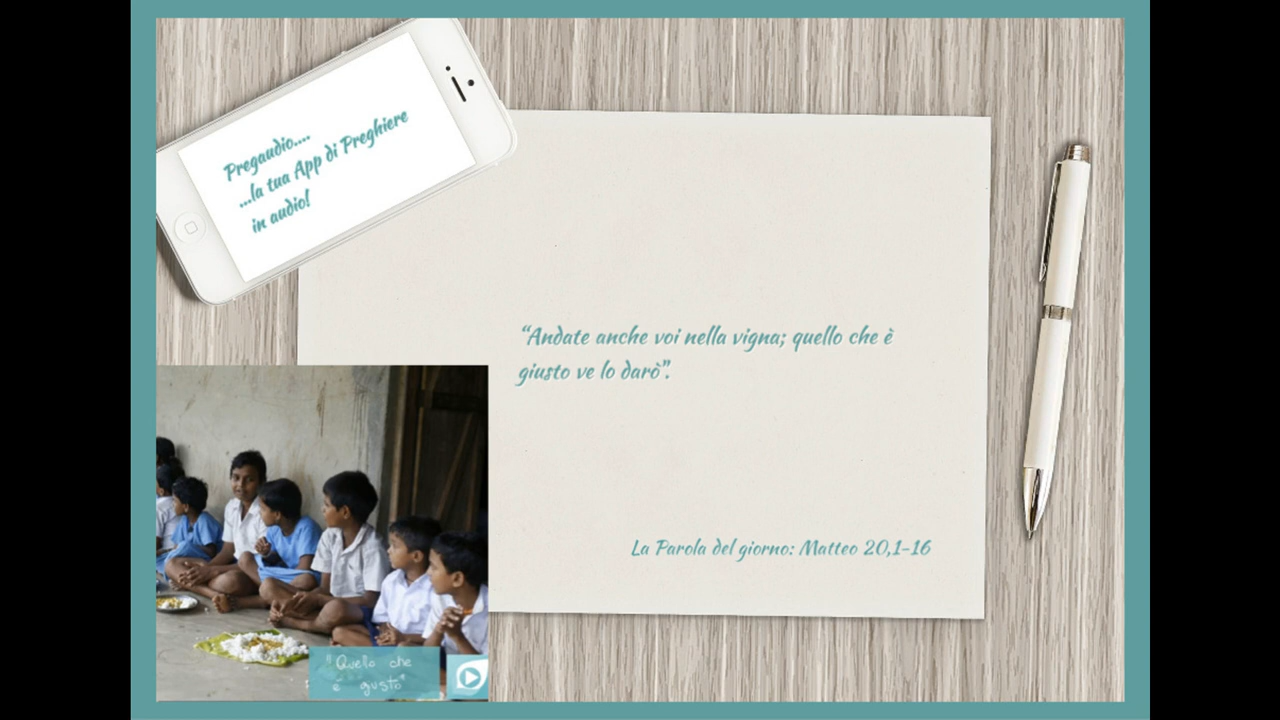 Pregaudio....
...la tua App di Preghiere
in audio!
“Andate anche voi nella vigna; quello che è
giusto ve lo darò”.
La Parola del giorno: Matteo 20,1-16
"Quello che
è giusto"